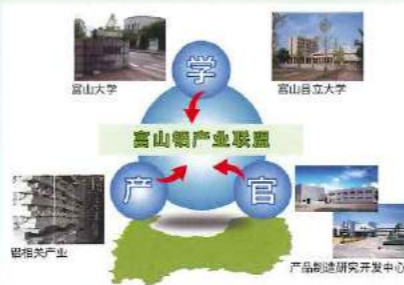 学
富山大学
富山县立大学
富山铝产业联盟
产
官
铝相关产业
产品制造研究开发中心